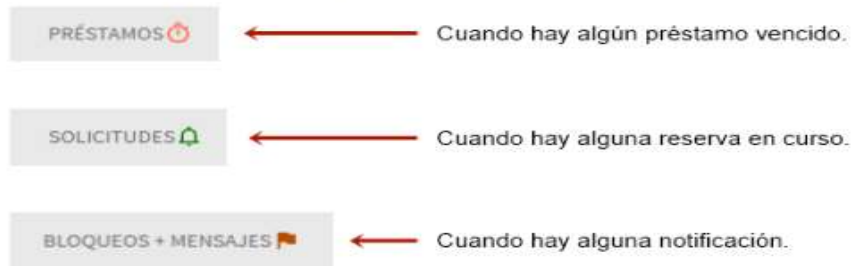 PRÉSTAMOS Cuando hay algún préstamo vencido.
SOLICITUDES Cuando hay alguna reserva en curso.
BLOQUEOS + MENSAJES Cuando hay alguna notificación.